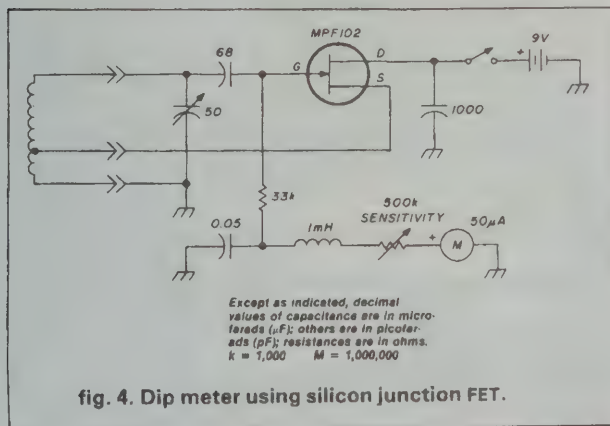 MPF102
68
G
D
S
9V
+
50
1000
33k
0.05
1mH
500k
SENSITIVITY
+
M
50µA
Except as indicated, decimal
values of capacitance are in micro-
farads (µF); others are in picofar-
ads (pF); resistances are in ohms.
k = 1,000 M = 1,000,000
fig. 4. Dip meter using silicon junction FET.